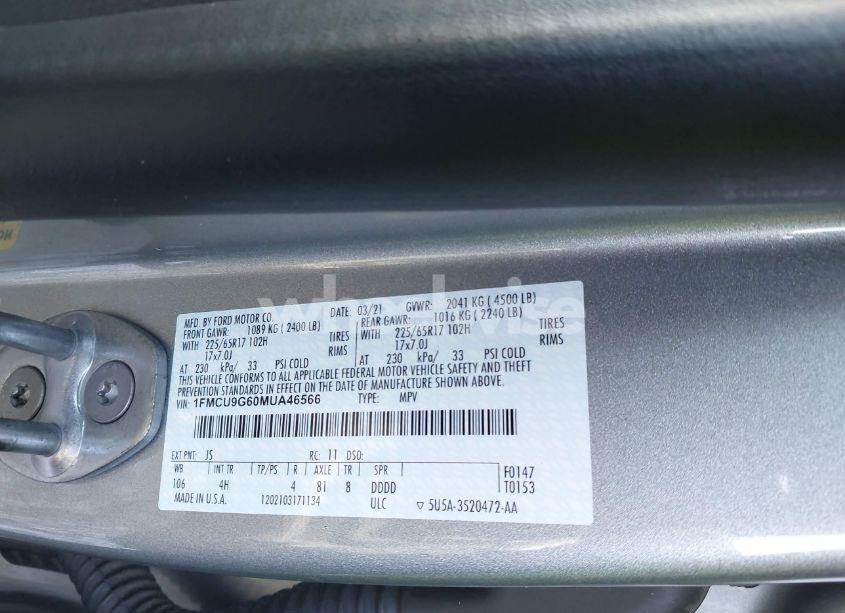 MFD. BY FORD MOTOR CO.
DATE: 03/21 GVWR: 2041 KG ( 4500 LB)
FRONT GAWR: 1089 KG ( 2400 LB)
REAR GAWR: 1016 KG ( 2240 LB)
WITH 225/65R17 102H TIRES
WITH 225/65R17 102H TIRES
17x7.0J RIMS
17x7.0J RIMS
AT 230 kPa/ 33 PSI COLD
AT 230 kPa/ 33 PSI COLD
THIS VEHICLE CONFORMS TO ALL APPLICABLE FEDERAL MOTOR VEHICLE SAFETY AND THEFT
PREVENTION STANDARDS IN EFFECT ON THE DATE OF MANUFACTURE SHOWN ABOVE.
VIN: 1FMCU9G60MUA46566 TYPE: MPV
EXT PNT: JS RC: 11 DSO:
WB INT TR TP/PS R AXLE TR SPR
106 4H 4 81 8 DDDD
F0147
T0153
MADE IN U.S.A. 1202103171134 ULC ▽ 5U5A-3520472-AA